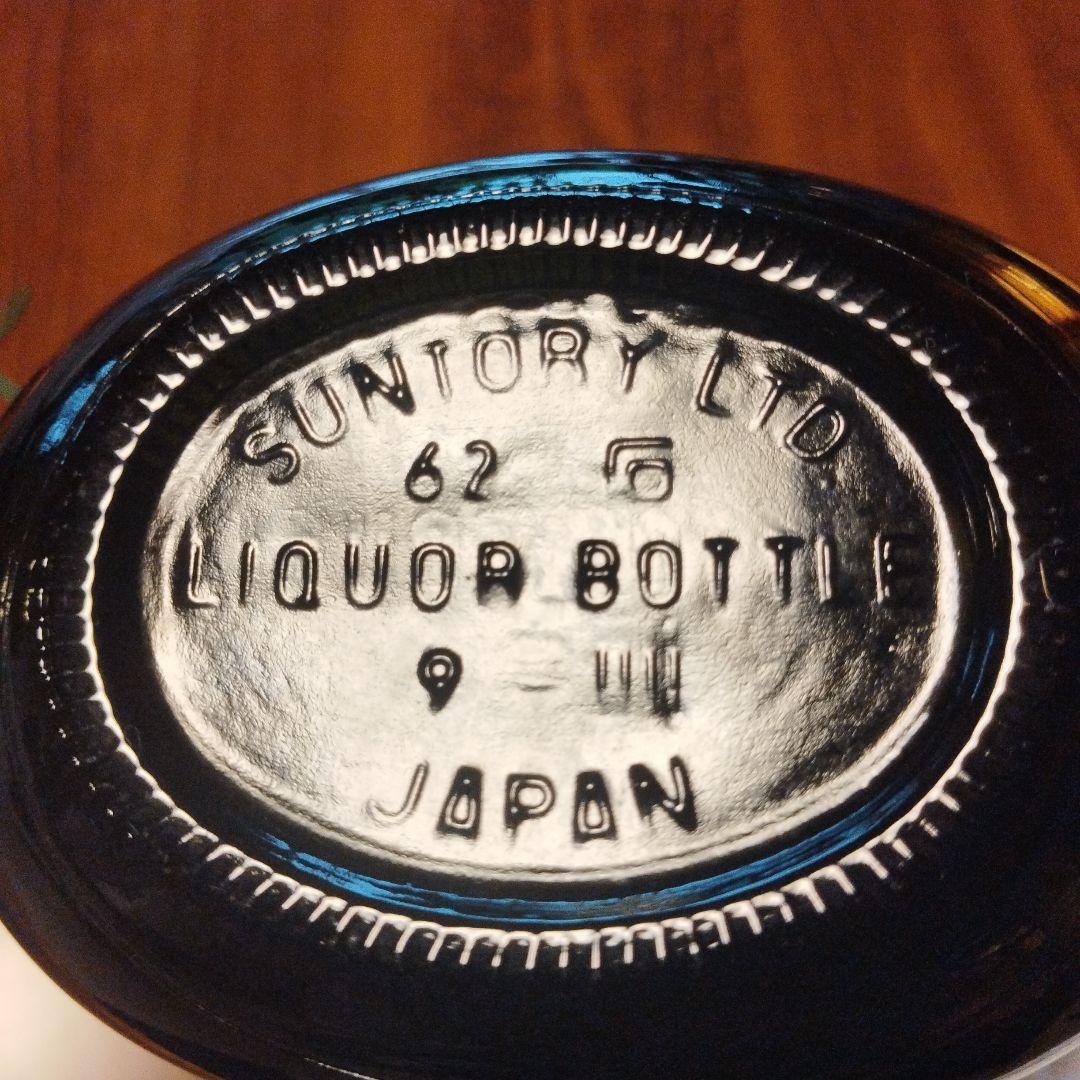 SUNTORY LTD
62
LIQUOR BOTTLE
9
JAPAN